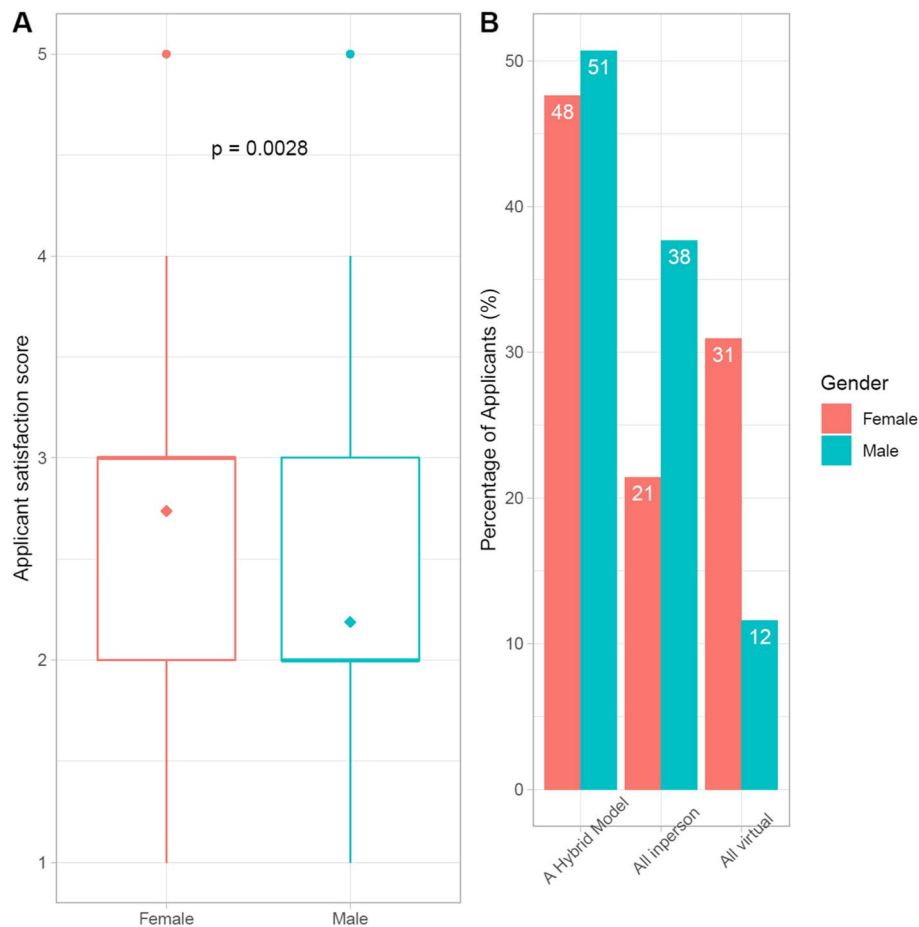 A
Applicant satisfaction score
5
4
3
2
1
p = 0.0028
Female
Male
B
Percentage of Applicants (%)
50
40
30
20
10
0
48
51
21
38
31
12
A Hybrid Model
All inperson
All virtual
Gender
Female
Male